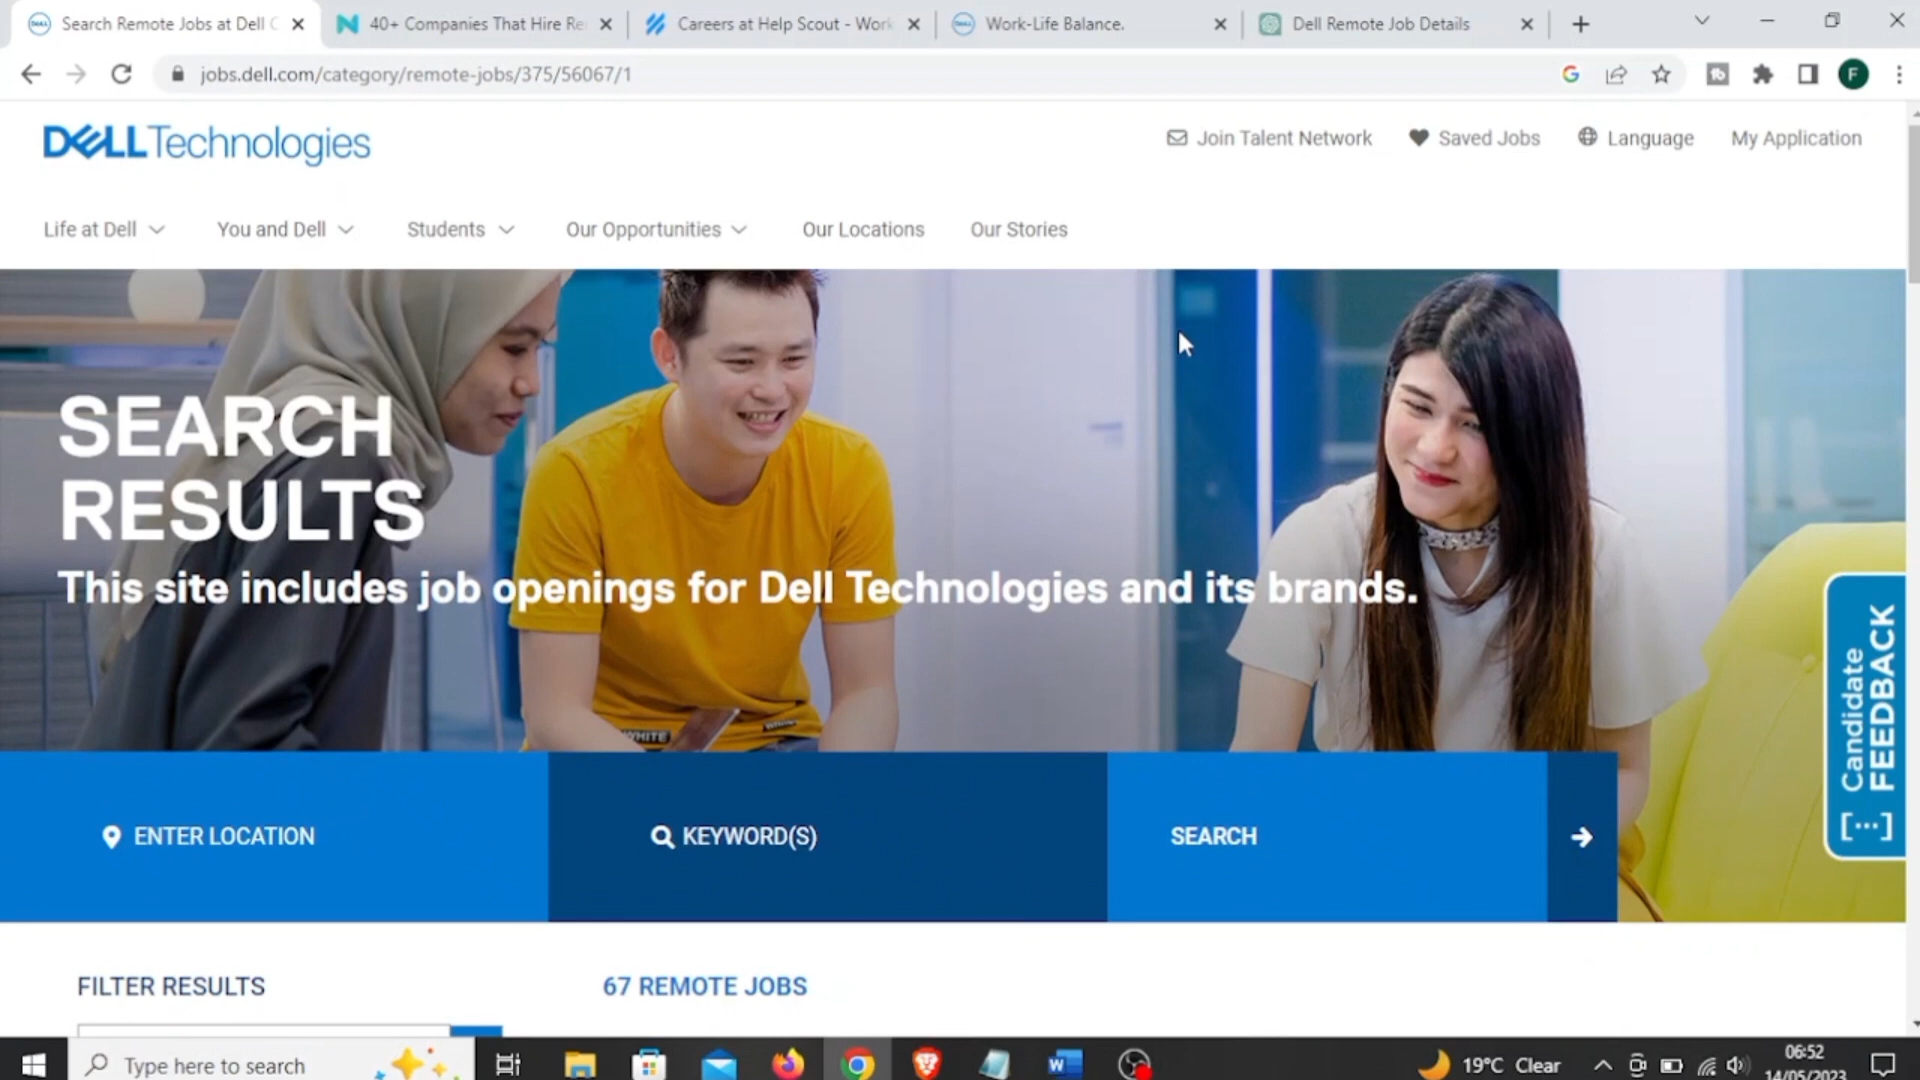 Search Remote Jobs at Dell
40+ Companies That Hire Re
Careers at Help Scout - Work
Work-Life Balance.
Dell Remote Job Details
jobs.dell.com/category/remote-jobs/375/56067/1
F
DELL Technologies
Join Talent Network
Saved Jobs
Language
My Application
Life at Dell
You and Dell
Students
Our Opportunities
Our Locations
Our Stories
SEARCH
RESULTS
This site includes job openings for Dell Technologies and its brands.
WHITE
Candidate
FEEDBACK
ENTER LOCATION
KEYWORD(S)
SEARCH
FILTER RESULTS
67 REMOTE JOBS
Type here to search
19°C Clear
06:52
14/05/2023